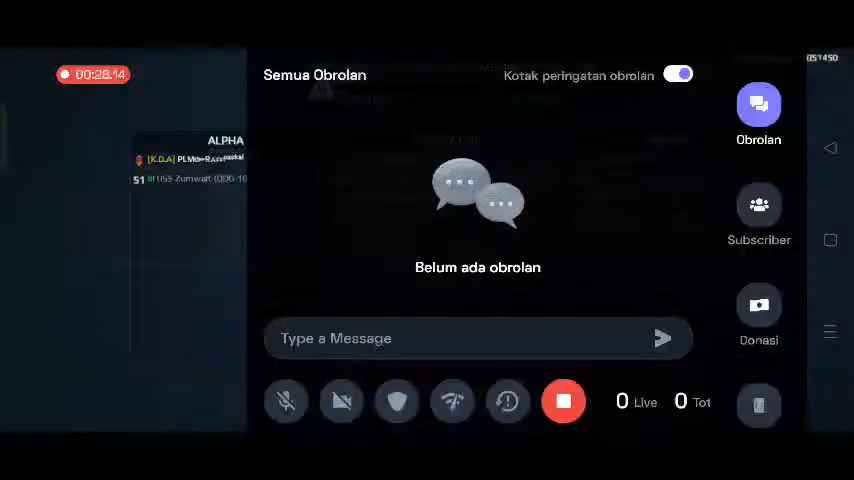 00:28.14
Semua Obrolan
Kotak peringatan obrolan
Obrolan
ALPHA
[K.D.A]
51
USS Zumwalt
Subscriber
Belum ada obrolan
Type a Message
Donasi
0 Live
0 Tot